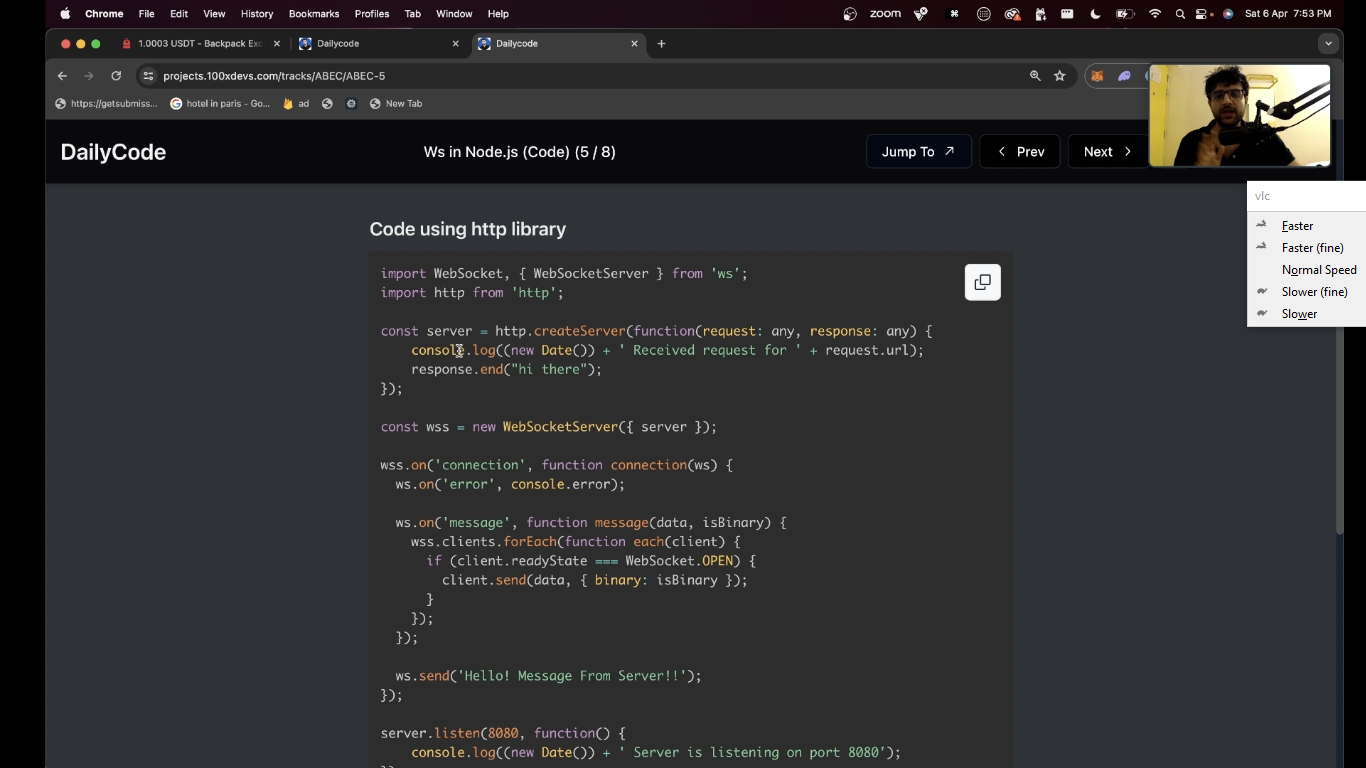 Chrome File Edit View History Bookmarks Profiles Tab Window Help zoom Sat 6 Apr 7:53 PM
1.0003 USDT - Backpack Exc Dailycode Dailycode
projects.100xdevs.com/tracks/ABEC/ABEC-5
https://getsubmiss... hotel in paris - Go... ad New Tab
DailyCode Ws in Node.js (Code) (5 / 8) Jump To Prev Next
vlc
Faster
Faster (fine)
Normal Speed
Slower (fine)
Slower
Code using http library
import WebSocket, { WebSocketServer } from 'ws';
import http from 'http';
const server = http.createServer(function(request: any, response: any) {
console.log((new Date()) + ' Received request for ' + request.url);
response.end("hi there");
});
const wss = new WebSocketServer({ server });
wss.on('connection', function connection(ws) {
ws.on('error', console.error);
ws.on('message', function message(data, isBinary) {
wss.clients.forEach(function each(client) {
if (client.readyState === WebSocket.OPEN) {
client.send(data, { binary: isBinary });
}
});
});
ws.send('Hello! Message From Server!!');
});
server.listen(8080, function() {
console.log((new Date()) + ' Server is listening on port 8080');